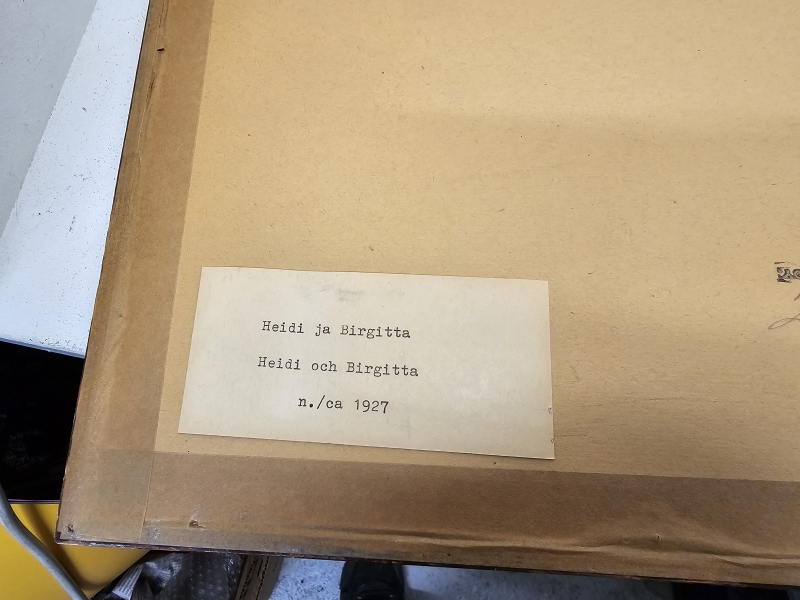 Heidi ja Birgitta
Heidi och Birgitta
n./ca 1927